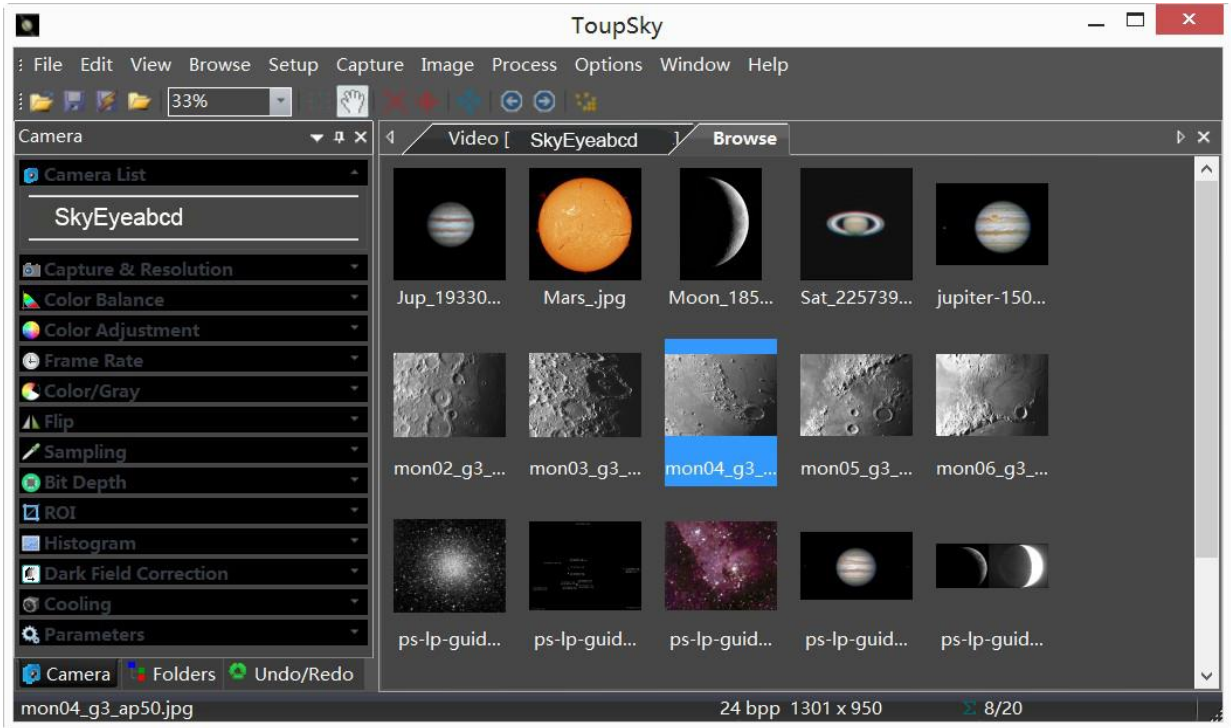 ToupSky
File Edit View Browse Setup Capture Image Process Options Window Help
33%
Camera
Video [ SkyEyeabcd ]
Browse
Camera List
SkyEyeabcd
Capture & Resolution
Color Balance
Color Adjustment
Frame Rate
Color/Gray
Flip
Sampling
Bit Depth
ROI
Histogram
Dark Field Correction
Cooling
Parameters
Camera Folders Undo/Redo
Jup_19330... Mars_.jpg Moon_185... Sat_225739... jupiter-150...
mon02_g3_... mon03_g3_... mon04_g3_... mon05_g3_... mon06_g3_...
ps-lp-guid... ps-lp-guid... ps-lp-guid... ps-lp-guid... ps-lp-guid...
mon04_g3_ap50.jpg 24 bpp 1301 x 950 Σ 8/20